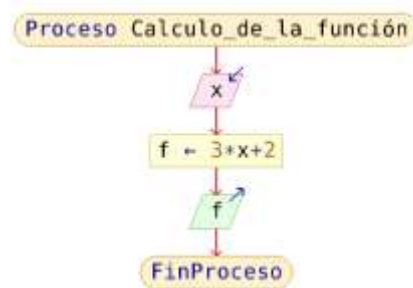 Proceso Calculo_de_la_función
x
f ← 3*x+2
f
FinProceso